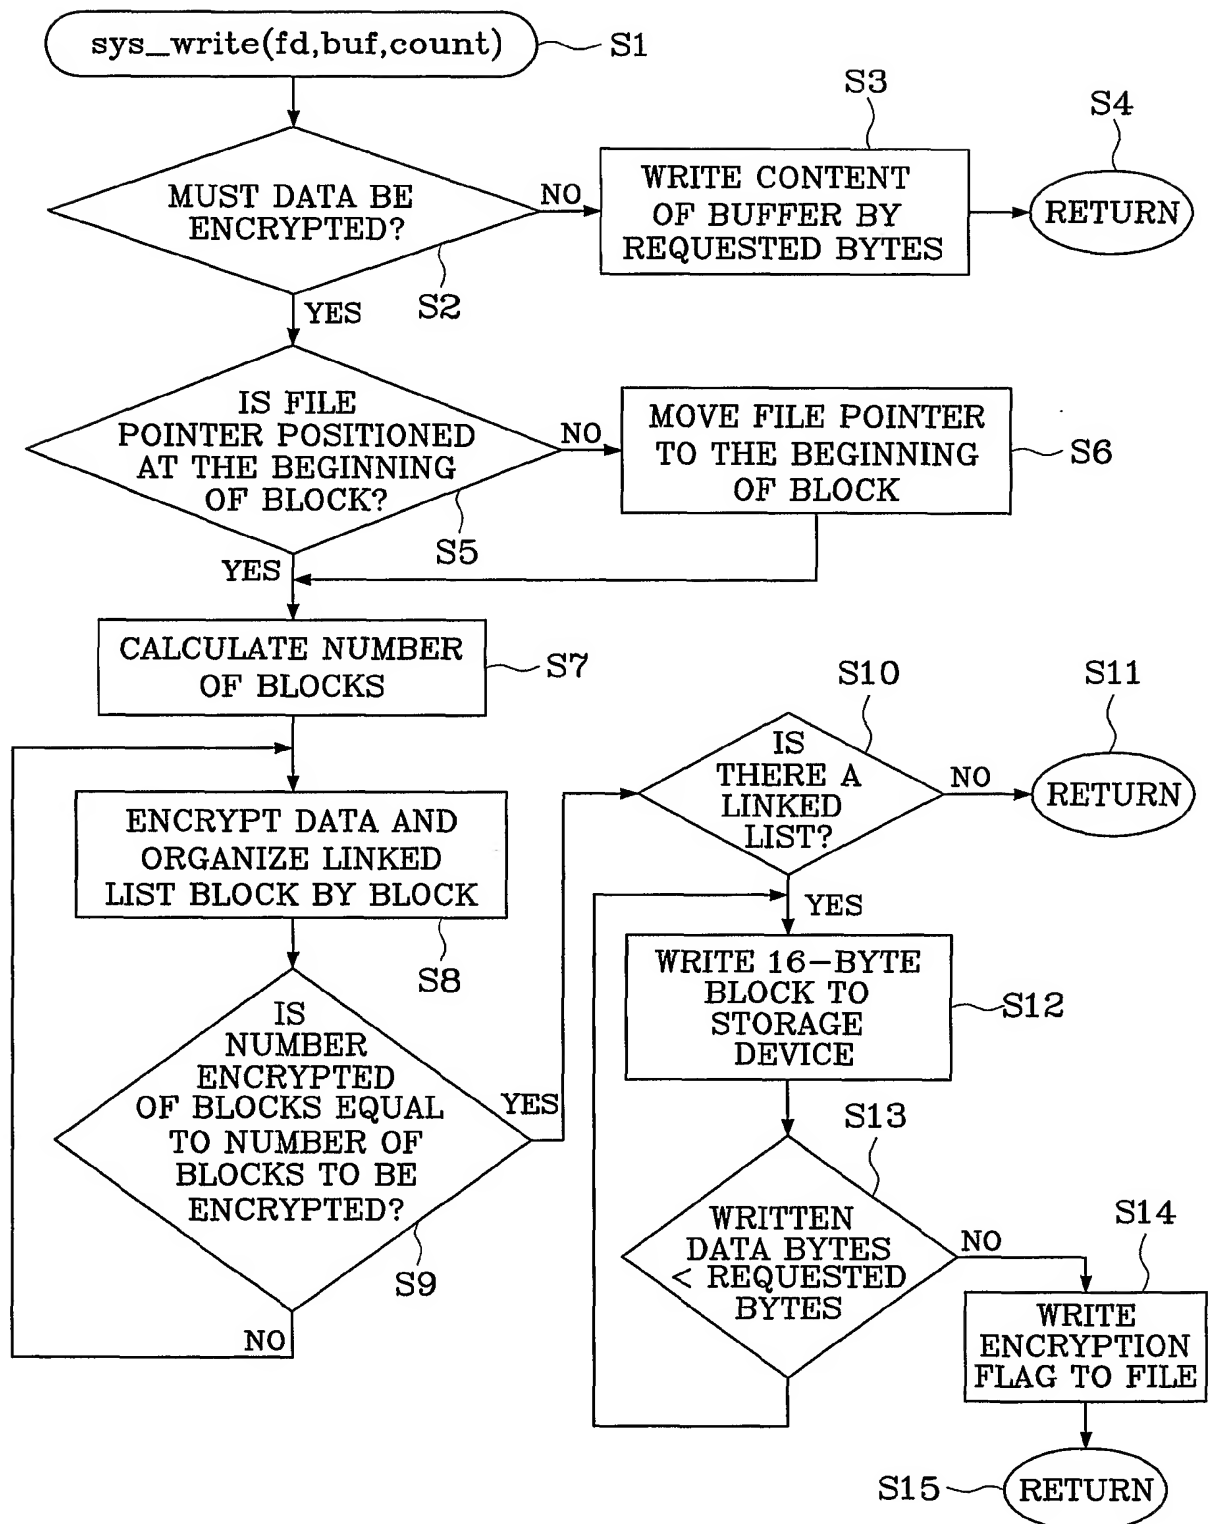 sys_write(fd,buf,count)
S1
MUST DATA BE
ENCRYPTED?
S2
NO
WRITE CONTENT
OF BUFFER BY
REQUESTED BYTES
S3
RETURN
S4
YES
IS FILE
POINTER POSITIONED
AT THE BEGINNING
OF BLOCK?
S5
NO
MOVE FILE POINTER
TO THE BEGINNING
OF BLOCK
S6
YES
CALCULATE NUMBER
OF BLOCKS
S7
ENCRYPT DATA AND
ORGANIZE LINKED
LIST BLOCK BY BLOCK
S8
IS
NUMBER
ENCRYPTED
OF BLOCKS EQUAL
TO NUMBER OF
BLOCKS TO BE
ENCRYPTED?
S9
NO
YES
IS
THERE A
LINKED
LIST?
S10
NO
RETURN
S11
YES
WRITE 16-BYTE
BLOCK TO
STORAGE
DEVICE
S12
WRITTEN
DATA BYTES
< REQUESTED
BYTES
S13
NO
WRITE
ENCRYPTION
FLAG TO FILE
S14
RETURN
S15